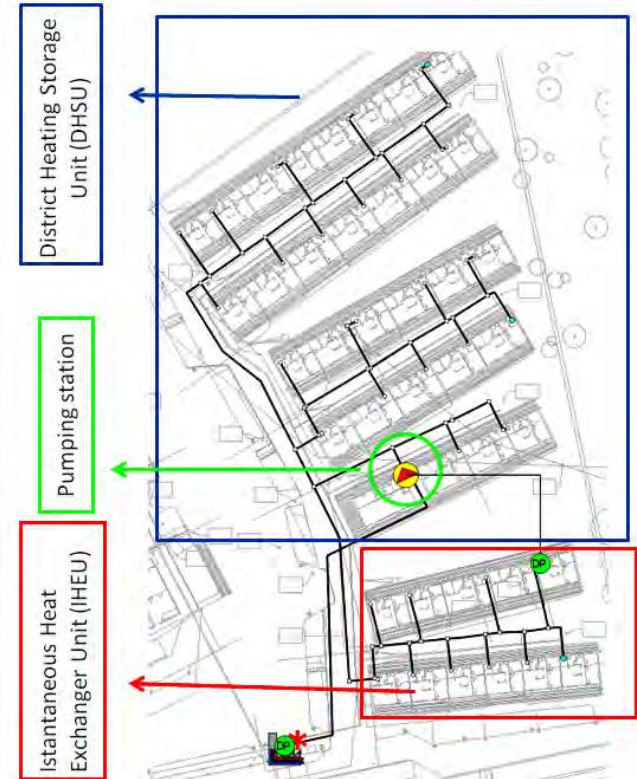 District Heating Storage
Unit (DHSU)
Pumping station
Istantaneous Heat
Exchanger Unit (IHEU)
DP
DP